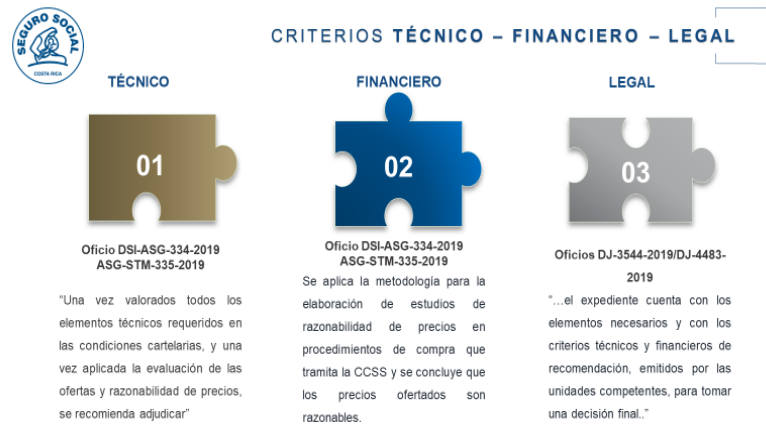 SEGURO SOCIAL
COSTA RICA
CRITERIOS TÉCNICO – FINANCIERO – LEGAL
TÉCNICO
01
Oficio DSI-ASG-334-2019
ASG-STM-335-2019
“Una vez valorados todos los
elementos técnicos requeridos en
las condiciones cartelarias, y una
vez aplicada la evaluación de las
ofertas y razonabilidad de precios,
se recomienda adjudicar”
FINANCIERO
02
Oficio DSI-ASG-334-2019
ASG-STM-335-2019
Se aplica la metodología para la
elaboración de estudios de
razonabilidad de precios en
procedimientos de compra que
tramita la CCSS y se concluye que
los precios ofertados son
razonables.
LEGAL
03
Oficios DJ-3544-2019/DJ-4483-
2019
“…el expediente cuenta con los
elementos necesarios y con los
criterios técnicos y financieros de
recomendación, emitidos por las
unidades competentes, para tomar
una decisión final..”